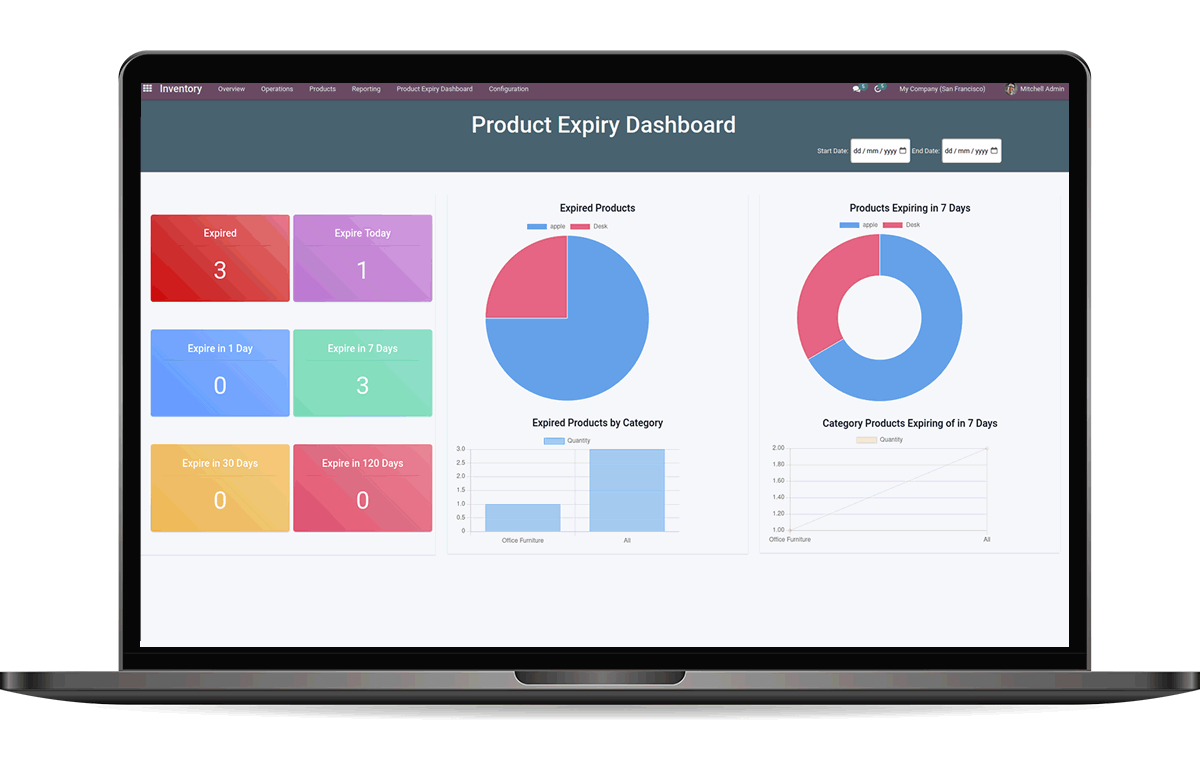 Inventory Overview Operations Products Reporting Product Expiry Dashboard Configuration My Company (San Francisco) Mitchell Admin
Product Expiry Dashboard
Start Date: dd / mm / yyyy End Date: dd / mm / yyyy
Expired
3
Expire Today
1
Expire in 1 Day
0
Expire in 7 Days
3
Expire in 30 Days
0
Expire in 120 Days
0
Expired Products
apple Desk
Expired Products by Category
Quantity
3.0
2.5
2.0
1.5
1.0
0.5
0
Office Furniture All
Products Expiring in 7 Days
apple Desk
Category Products Expiring of in 7 Days
Quantity
2.00
1.80
1.60
1.40
1.20
1.00
Office Furniture All